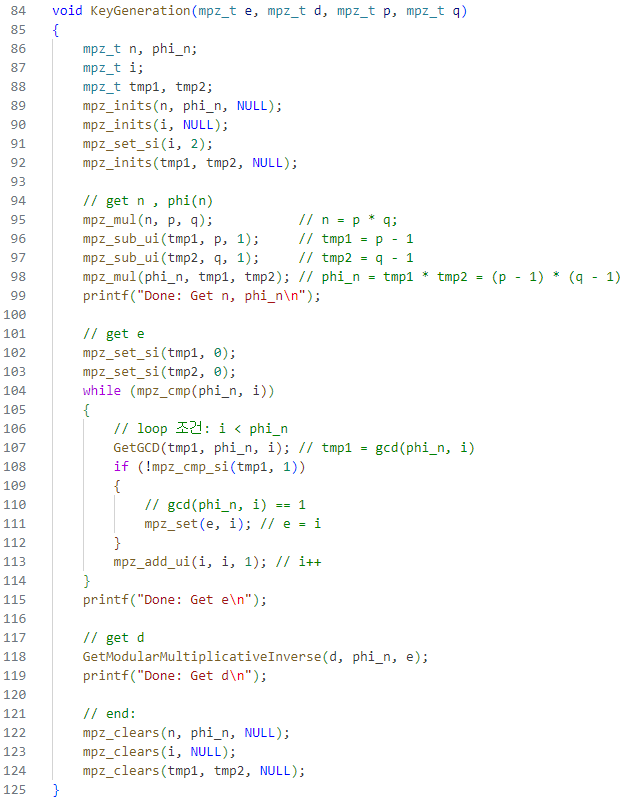 84 void KeyGeneration(mpz_t e, mpz_t d, mpz_t p, mpz_t q)
85 {
86     mpz_t n, phi_n;
87     mpz_t i;
88     mpz_t tmp1, tmp2;
89     mpz_inits(n, phi_n, NULL);
90     mpz_inits(i, NULL);
91     mpz_set_si(i, 2);
92     mpz_inits(tmp1, tmp2, NULL);
93
94     // get n , phi(n)
95     mpz_mul(n, p, q);           // n = p * q;
96     mpz_sub_ui(tmp1, p, 1);     // tmp1 = p - 1
97     mpz_sub_ui(tmp2, q, 1);     // tmp2 = q - 1
98     mpz_mul(phi_n, tmp1, tmp2); // phi_n = tmp1 * tmp2 = (p - 1) * (q - 1)
99     printf("Done: Get n, phi_n\n");
100
101     // get e
102     mpz_set_si(tmp1, 0);
103     mpz_set_si(tmp2, 0);
104     while (mpz_cmp(phi_n, i))
105     {
106         // loop 조건: i < phi_n
107         GetGCD(tmp1, phi_n, i); // tmp1 = gcd(phi_n, i)
108         if (!mpz_cmp_si(tmp1, 1))
109         {
110             // gcd(phi_n, i) == 1
111             mpz_set(e, i); // e = i
112         }
113         mpz_add_ui(i, i, 1); // i++
114     }
115     printf("Done: Get e\n");
116
117     // get d
118     GetModularMultiplicativeInverse(d, phi_n, e);
119     printf("Done: Get d\n");
120
121     // end:
122     mpz_clears(n, phi_n, NULL);
123     mpz_clears(i, NULL);
124     mpz_clears(tmp1, tmp2, NULL);
125 }